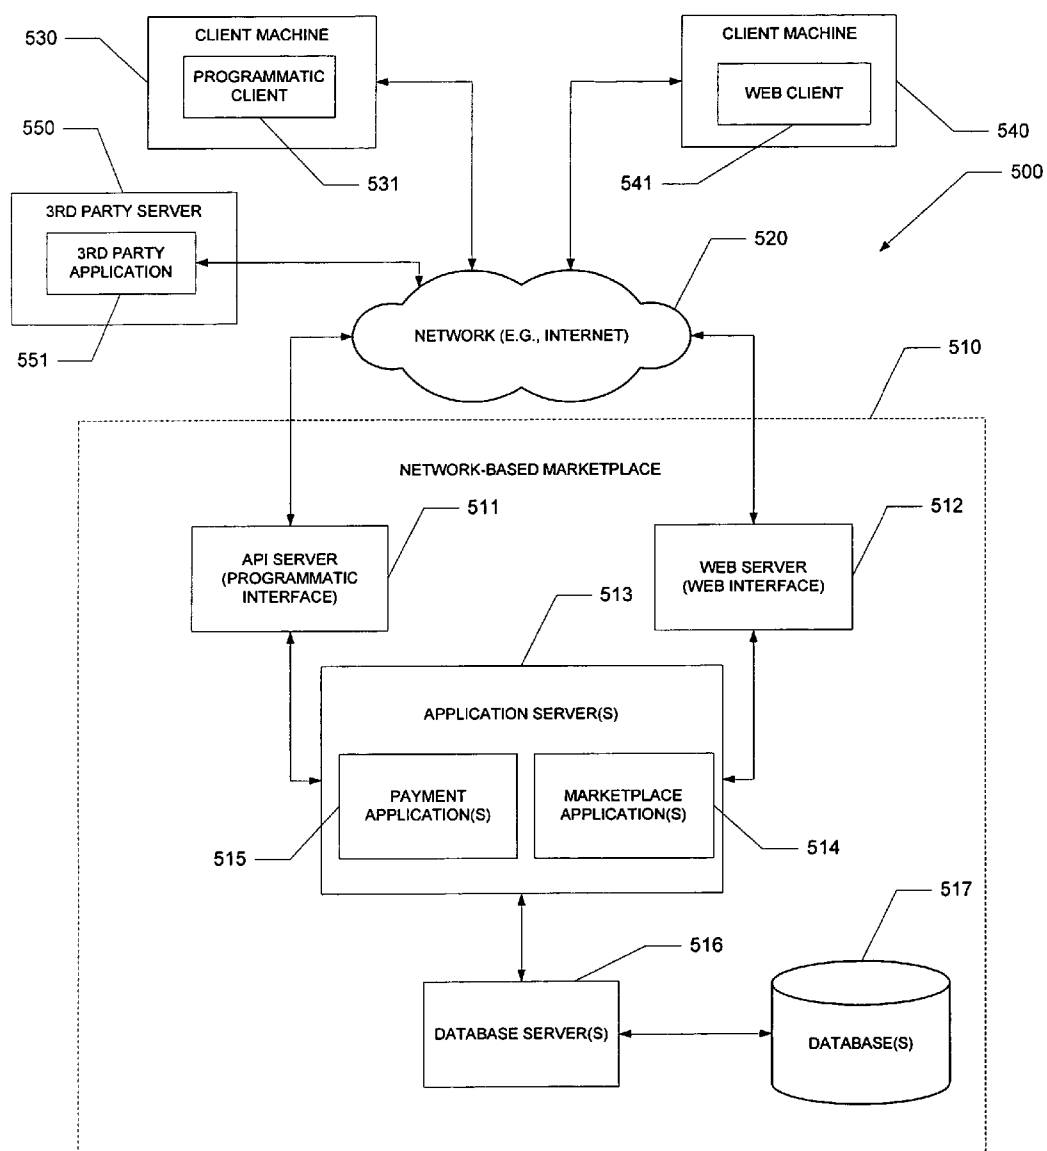 530
CLIENT MACHINE
PROGRAMMATIC
CLIENT
531
CLIENT MACHINE
WEB CLIENT
540
541
500
550
3RD PARTY SERVER
3RD PARTY
APPLICATION
551
520
NETWORK (E.G., INTERNET)
510
NETWORK-BASED MARKETPLACE
511
API SERVER
(PROGRAMMATIC
INTERFACE)
512
WEB SERVER
(WEB INTERFACE)
513
APPLICATION SERVER(S)
PAYMENT
APPLICATION(S)
515
MARKETPLACE
APPLICATION(S)
514
516
DATABASE SERVER(S)
517
DATABASE(S)